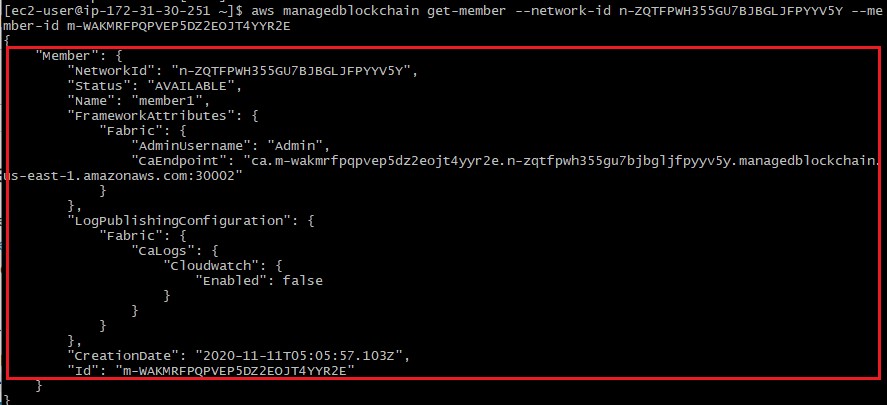 [ec2-user@ip-172-31-30-251 ~]$ aws managedblockchain get-member --network-id n-ZQTFPWH355GU7BJBGLJFPYYV5Y --me
mber-id m-WAKMRFPQPVEP5DZ2EOJT4YYR2E
{
    "Member": {
        "NetworkId": "n-ZQTFPWH355GU7BJBGLJFPYYV5Y",
        "Status": "AVAILABLE",
        "Name": "member1",
        "FrameworkAttributes": {
            "Fabric": {
                "AdminUsername": "Admin",
                "CaEndpoint": "ca.m-wakmrfpqpvep5dz2eojt4yyr2e.n-zqtfpwh355gu7bjbgljfpyyv5y.managedblockchain.
us-east-1.amazonaws.com:30002"
            }
        },
        "LogPublishingConfiguration": {
            "Fabric": {
                "CaLogs": {
                    "Cloudwatch": {
                        "Enabled": false
                    }
                }
            }
        },
        "CreationDate": "2020-11-11T05:05:57.103Z",
        "Id": "m-WAKMRFPQPVEP5DZ2EOJT4YYR2E"
    }
}